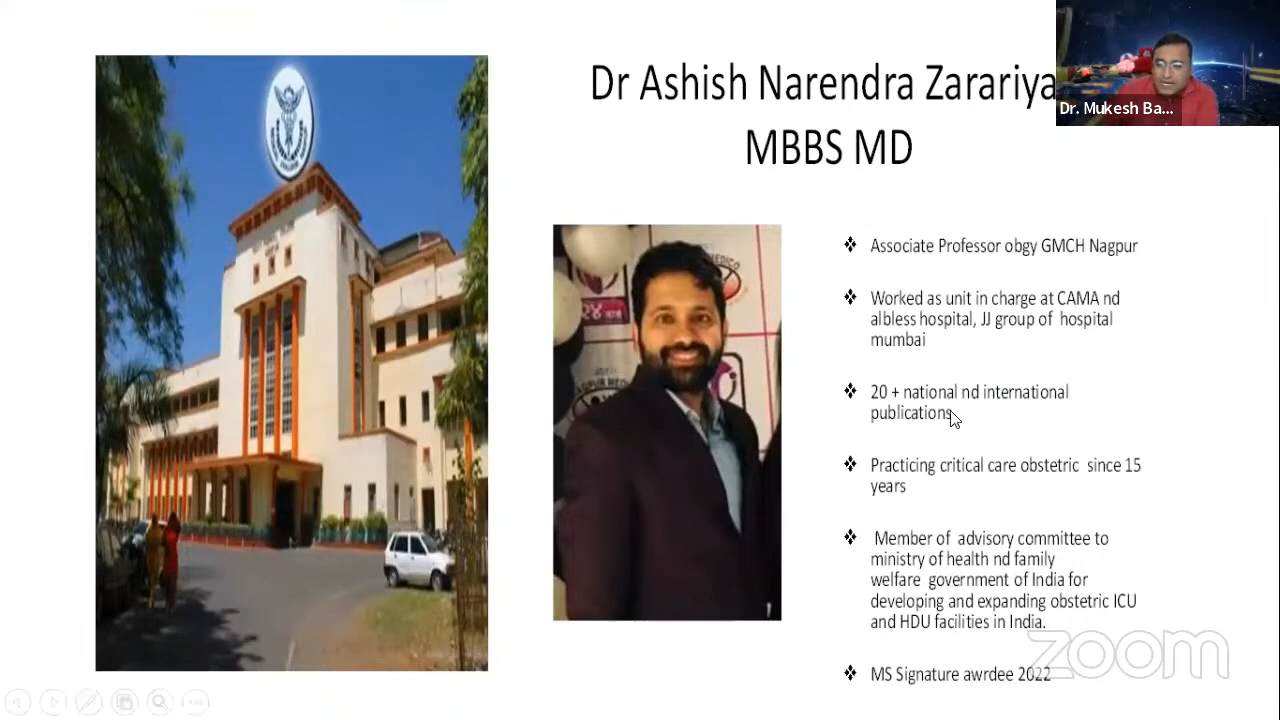 Dr Ashish Narendra Zarariya
MBBS MD
Dr. Mukesh Ba...
२४
MEDICO
❖ Associate Professor obgy GMCH Nagpur
❖ Worked as unit in charge at CAMA nd
albless hospital, JJ group of hospital
mumbai
❖ 20 + national nd international
publications
❖ Practicing critical care obstetric since 15
years
❖ Member of advisory committee to
ministry of health nd family
welfare government of India for
developing and expanding obstetric ICU
and HDU facilities in India.
❖ MS Signature awrdee 2022
zoom